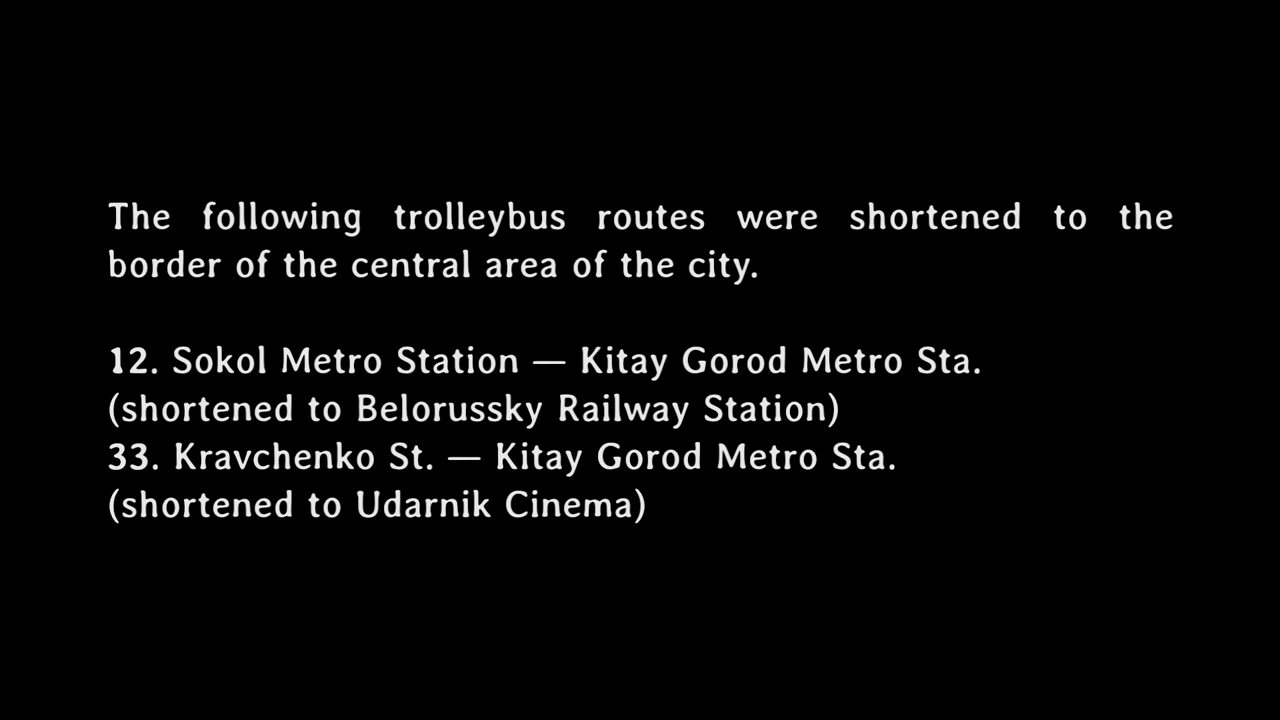 The following trolleybus routes were shortened to the
border of the central area of the city.
12. Sokol Metro Station — Kitay Gorod Metro Sta.
(shortened to Belorussky Railway Station)
33. Kravchenko St. — Kitay Gorod Metro Sta.
(shortened to Udarnik Cinema)